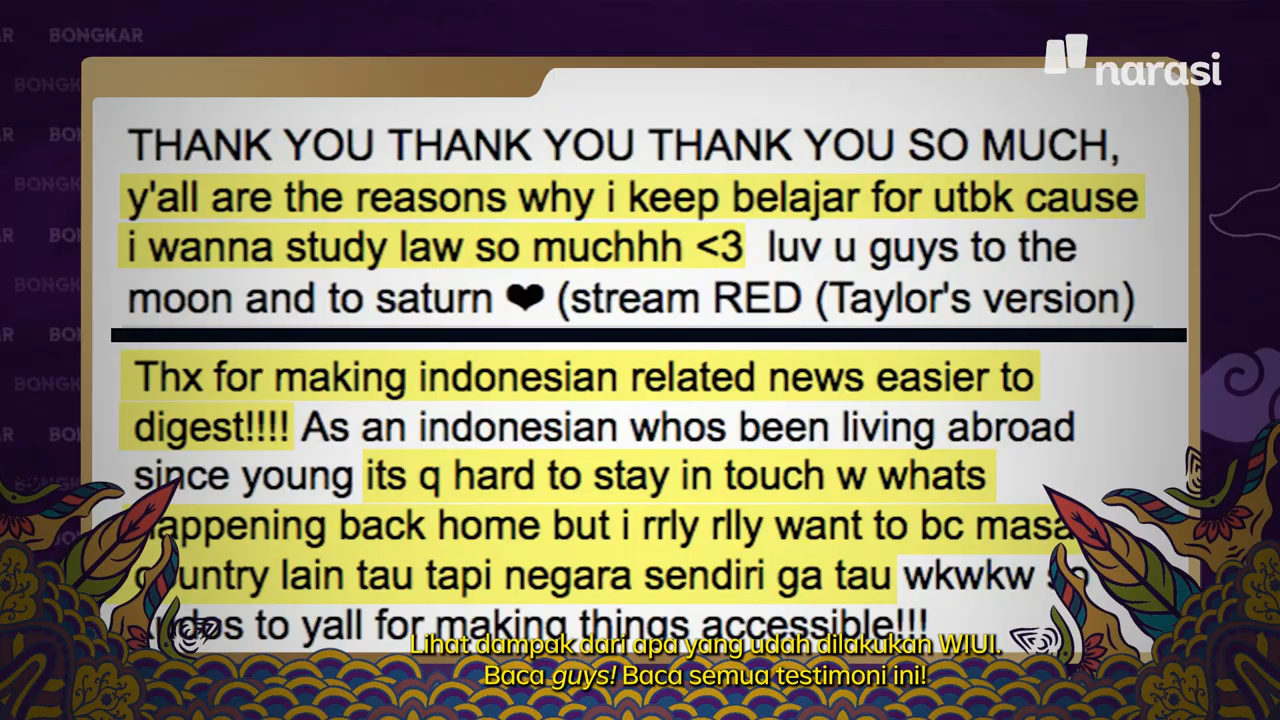 BONGKAR
narasi
THANK YOU THANK YOU THANK YOU SO MUCH,
y'all are the reasons why i keep belajar for utbk cause
i wanna study law so muchhh <3 luv u guys to the
moon and to saturn ❤ (stream RED (Taylor's version)
Thx for making indonesian related news easier to
digest!!!! As an indonesian whos been living abroad
since young its q hard to stay in touch w whats
happening back home but i rrly rlly want to bc masa
country lain tau tapi negara sendiri ga tau wkwkw so
kudos to yall for making things accessible!!!
Lihat dampak dari apa yang udah dilakukan WIUI.
Baca guys! Baca semua testimoni ini!